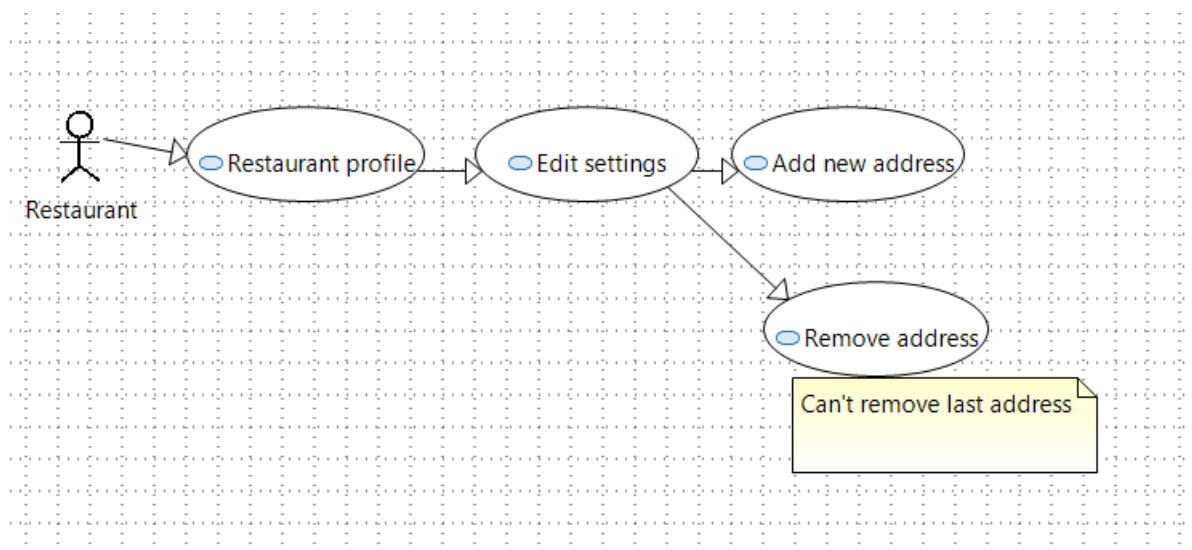 Restaurant profile
Edit settings
Add new address
Restaurant
Remove address
Can't remove last address